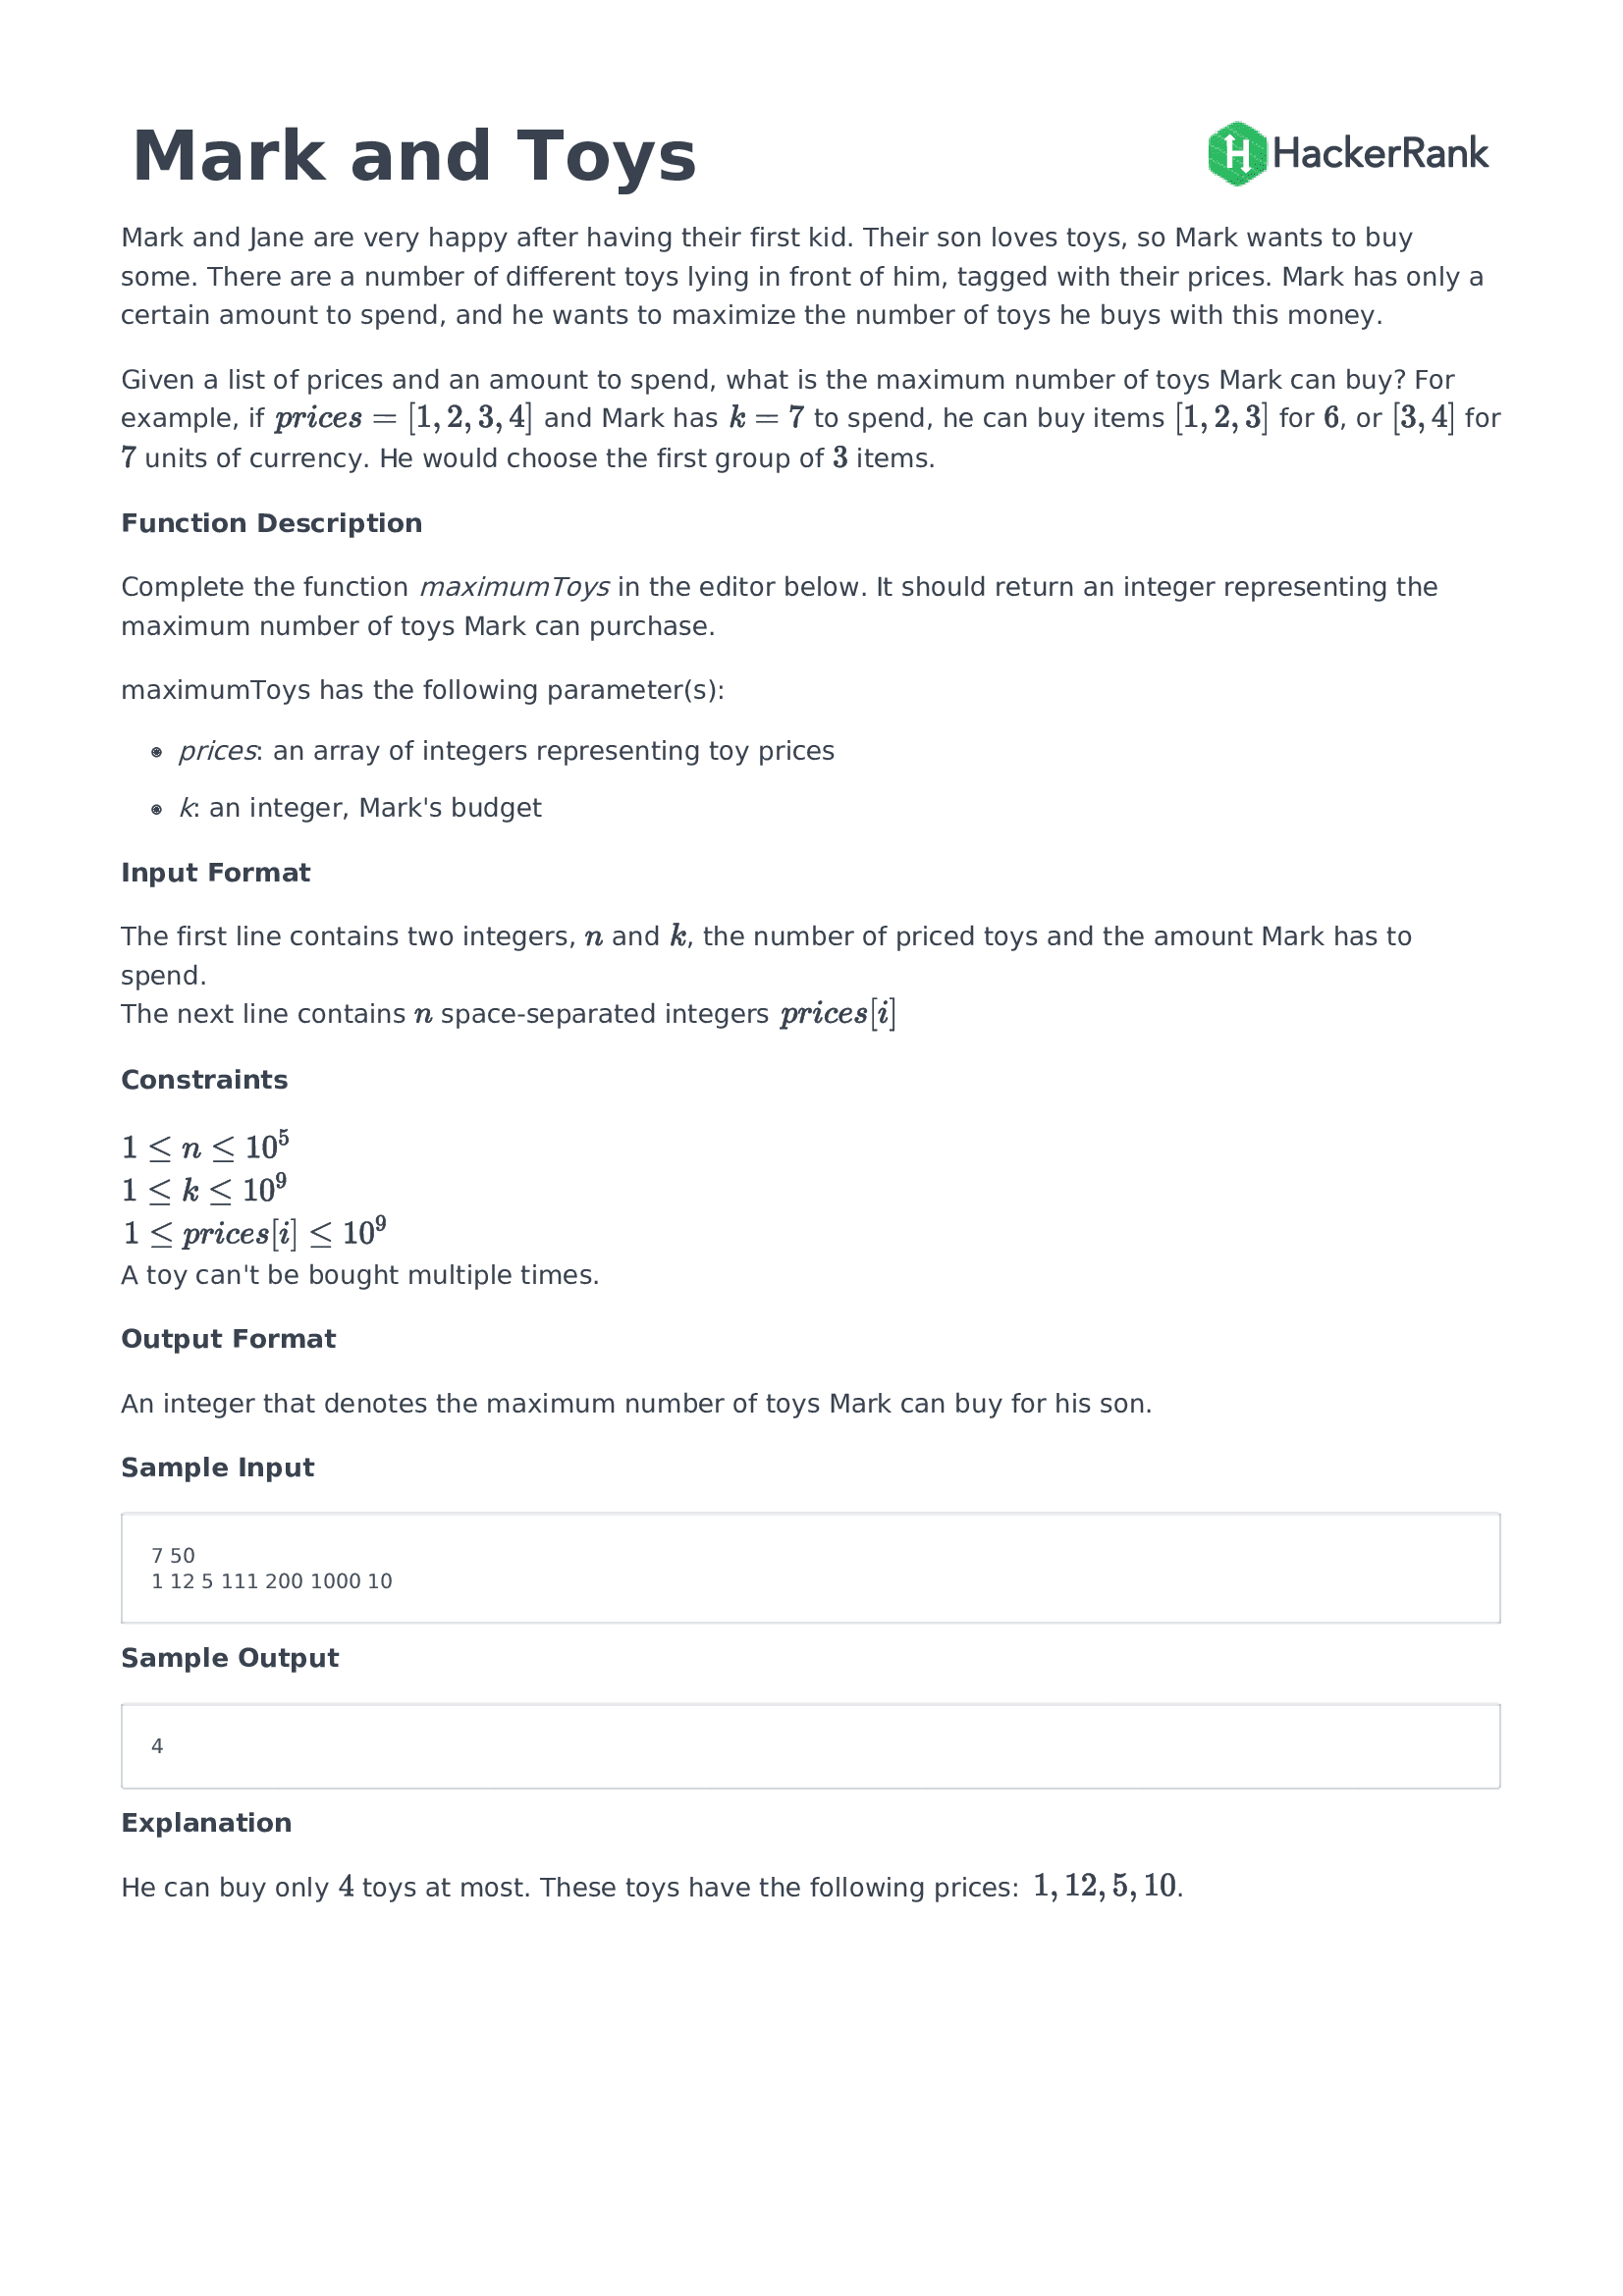 Mark and Toys
HackerRank
Mark and Jane are very happy after having their first kid. Their son loves toys, so Mark wants to buy
some. There are a number of different toys lying in front of him, tagged with their prices. Mark has only a
certain amount to spend, and he wants to maximize the number of toys he buys with this money.
Given a list of prices and an amount to spend, what is the maximum number of toys Mark can buy? For
example, if prices = [1, 2, 3, 4] and Mark has k = 7 to spend, he can buy items [1, 2, 3] for 6, or [3, 4] for
7 units of currency. He would choose the first group of 3 items.
Function Description
Complete the function maximumToys in the editor below. It should return an integer representing the
maximum number of toys Mark can purchase.
maximumToys has the following parameter(s):
prices: an array of integers representing toy prices
k: an integer, Mark's budget
Input Format
The first line contains two integers, n and k, the number of priced toys and the amount Mark has to
spend.
The next line contains n space-separated integers prices[i]
Constraints
1 ≤ n ≤ 10⁵
1 ≤ k ≤ 10⁹
1 ≤ prices[i] ≤ 10⁹
A toy can't be bought multiple times.
Output Format
An integer that denotes the maximum number of toys Mark can buy for his son.
Sample Input
7 50
1 12 5 111 200 1000 10
Sample Output
4
Explanation
He can buy only 4 toys at most. These toys have the following prices: 1, 12, 5, 10.